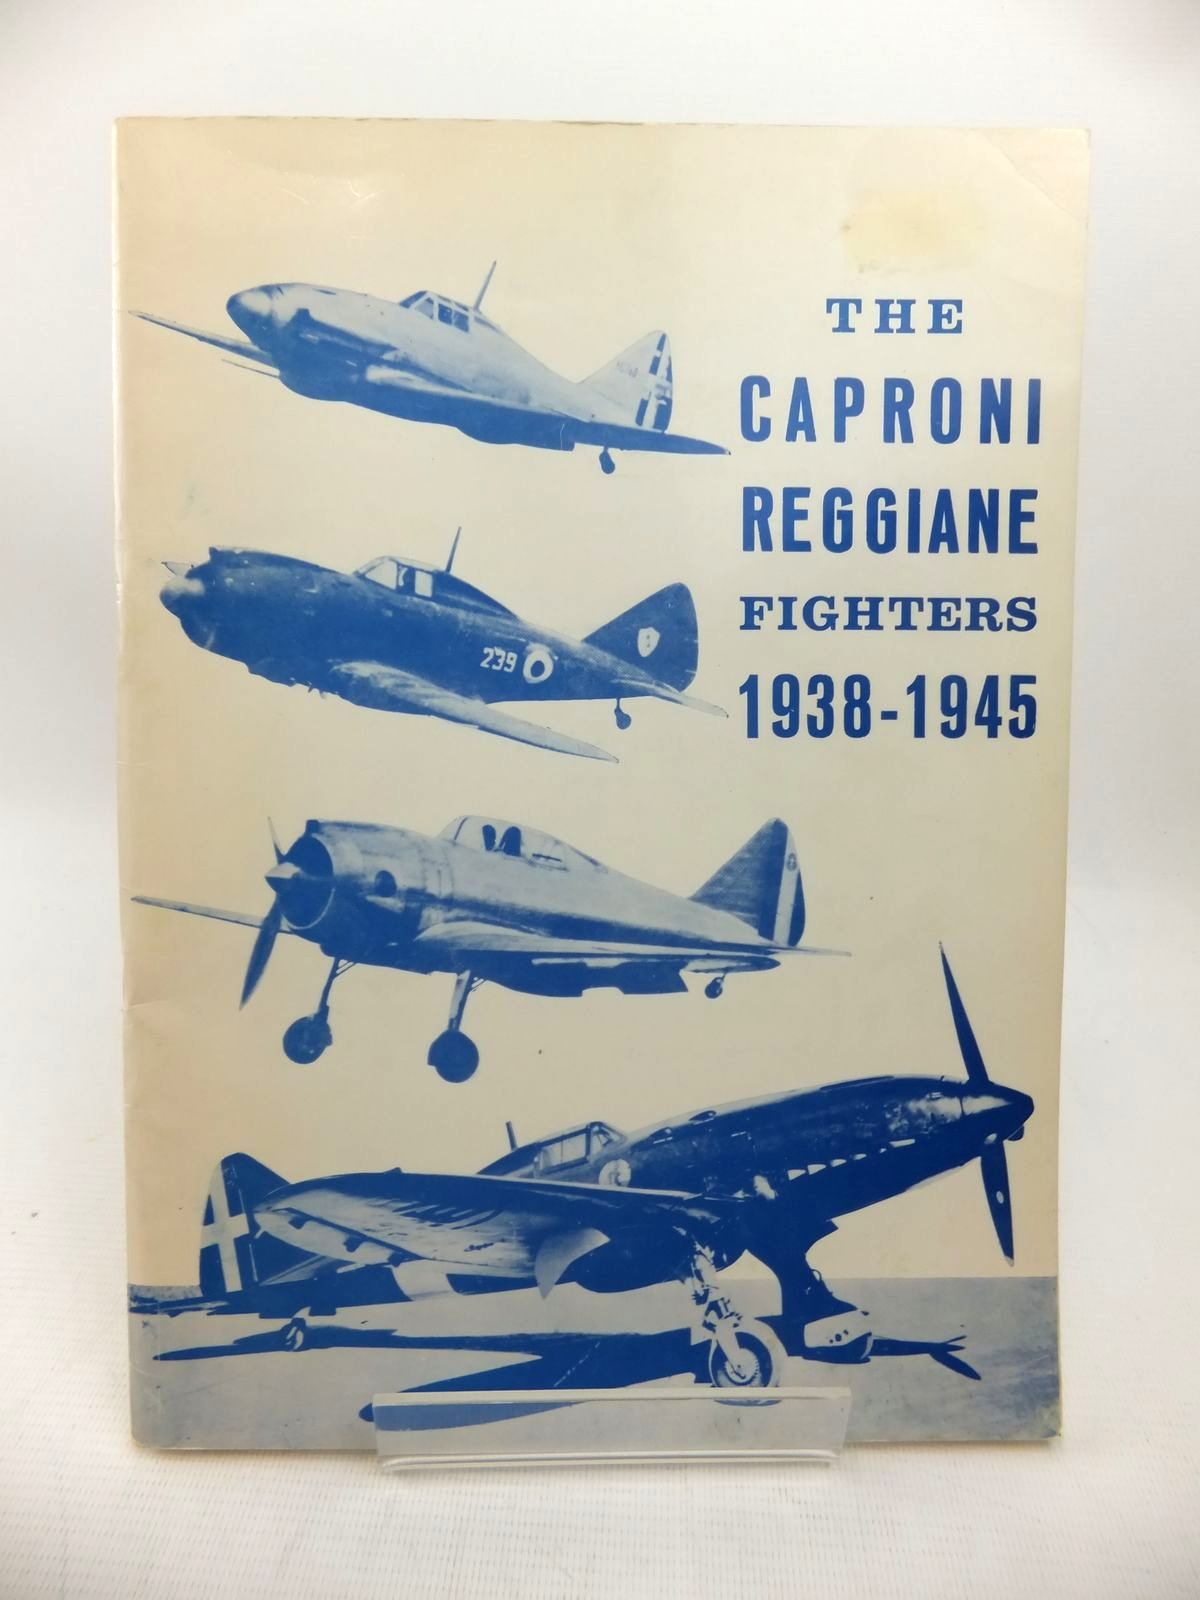 THE
CAPRONI
REGGIANE
FIGHTERS
1938-1945
239